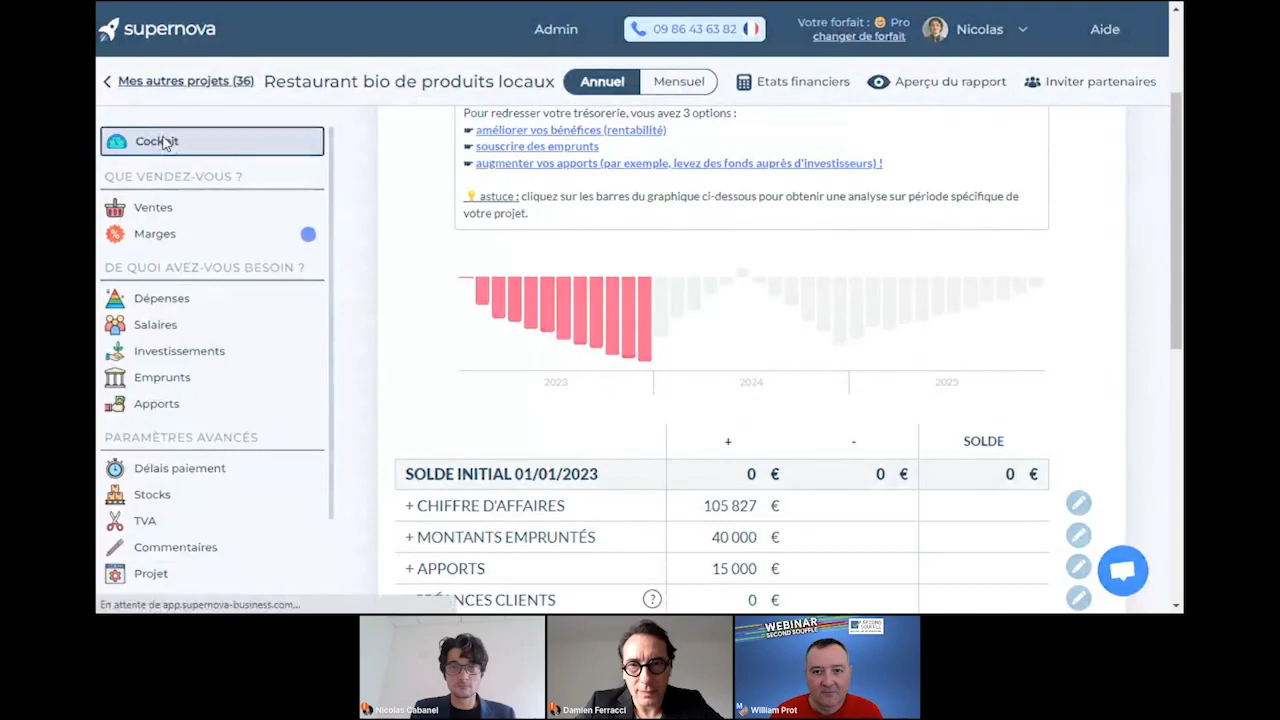 supernova
Admin
09 86 43 63 82
Votre forfait : Pro
changer de forfait
Nicolas
Aide
Mes autres projets (36)
Restaurant bio de produits locaux
Annuel
Mensuel
Etats financiers
Aperçu du rapport
Inviter partenaires
Cockpit
QUE VENDEZ-VOUS ?
Ventes
Marges
DE QUOI AVEZ-VOUS BESOIN ?
Dépenses
Salaires
Investissements
Emprunts
Apports
PARAMÈTRES AVANCÉS
Délais paiement
Stocks
TVA
Commentaires
Projet
En attente de app.supernova-business.com...
Pour redresser votre trésorerie, vous avez 3 options :
☛ améliorer vos bénéfices (rentabilité)
☛ souscrire des emprunts
☛ augmenter vos apports (par exemple, levez des fonds auprès d'investisseurs) !
💡 astuce : cliquez sur les barres du graphique ci-dessous pour obtenir une analyse sur période spécifique de
votre projet.
2023 2024 2025
+ - SOLDE
SOLDE INITIAL 01/01/2023 0 € 0 € 0 €
+ CHIFFRE D'AFFAIRES 105 827 €
+ MONTANTS EMPRUNTÉS 40 000 €
+ APPORTS 15 000 €
CRÉANCES CLIENTS ? 0 €
Nicolas Cabanel
Damien Ferracci
WEBINAR
SECOND SOUFFLE
William Prot